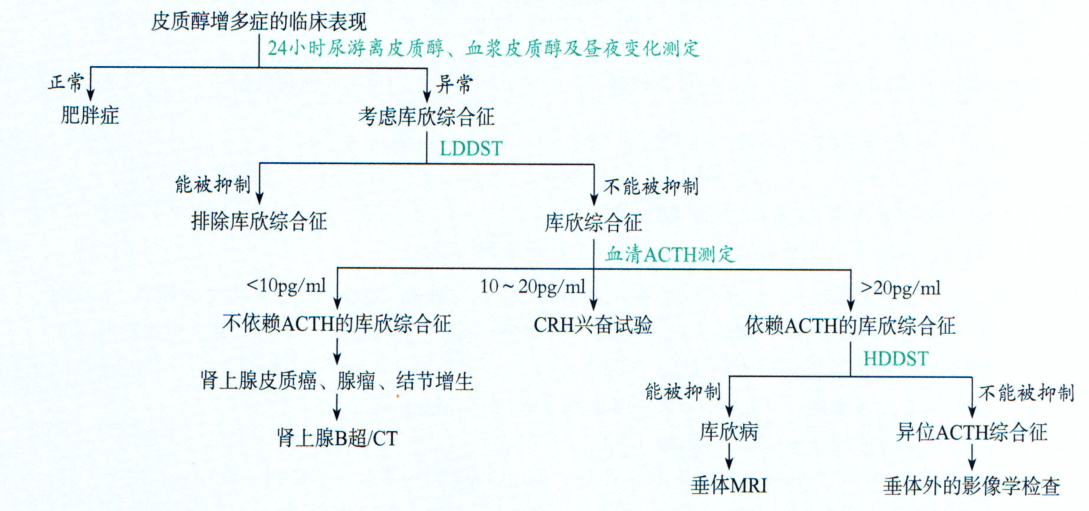 皮质醇增多症的临床表现
24小时尿游离皮质醇、血浆皮质醇及昼夜变化测定
正常
异常
肥胖症
考虑库欣综合征
LDDST
能被抑制
不能被抑制
排除库欣综合征
库欣综合征
血清ACTH测定
<10pg/ml
10～20pg/ml
>20pg/ml
不依赖ACTH的库欣综合征
CRH兴奋试验
依赖ACTH的库欣综合征
HDDST
肾上腺皮质癌、腺瘤、结节增生
能被抑制
不能被抑制
肾上腺B超/CT
库欣病
异位ACTH综合征
垂体MRI
垂体外的影像学检查